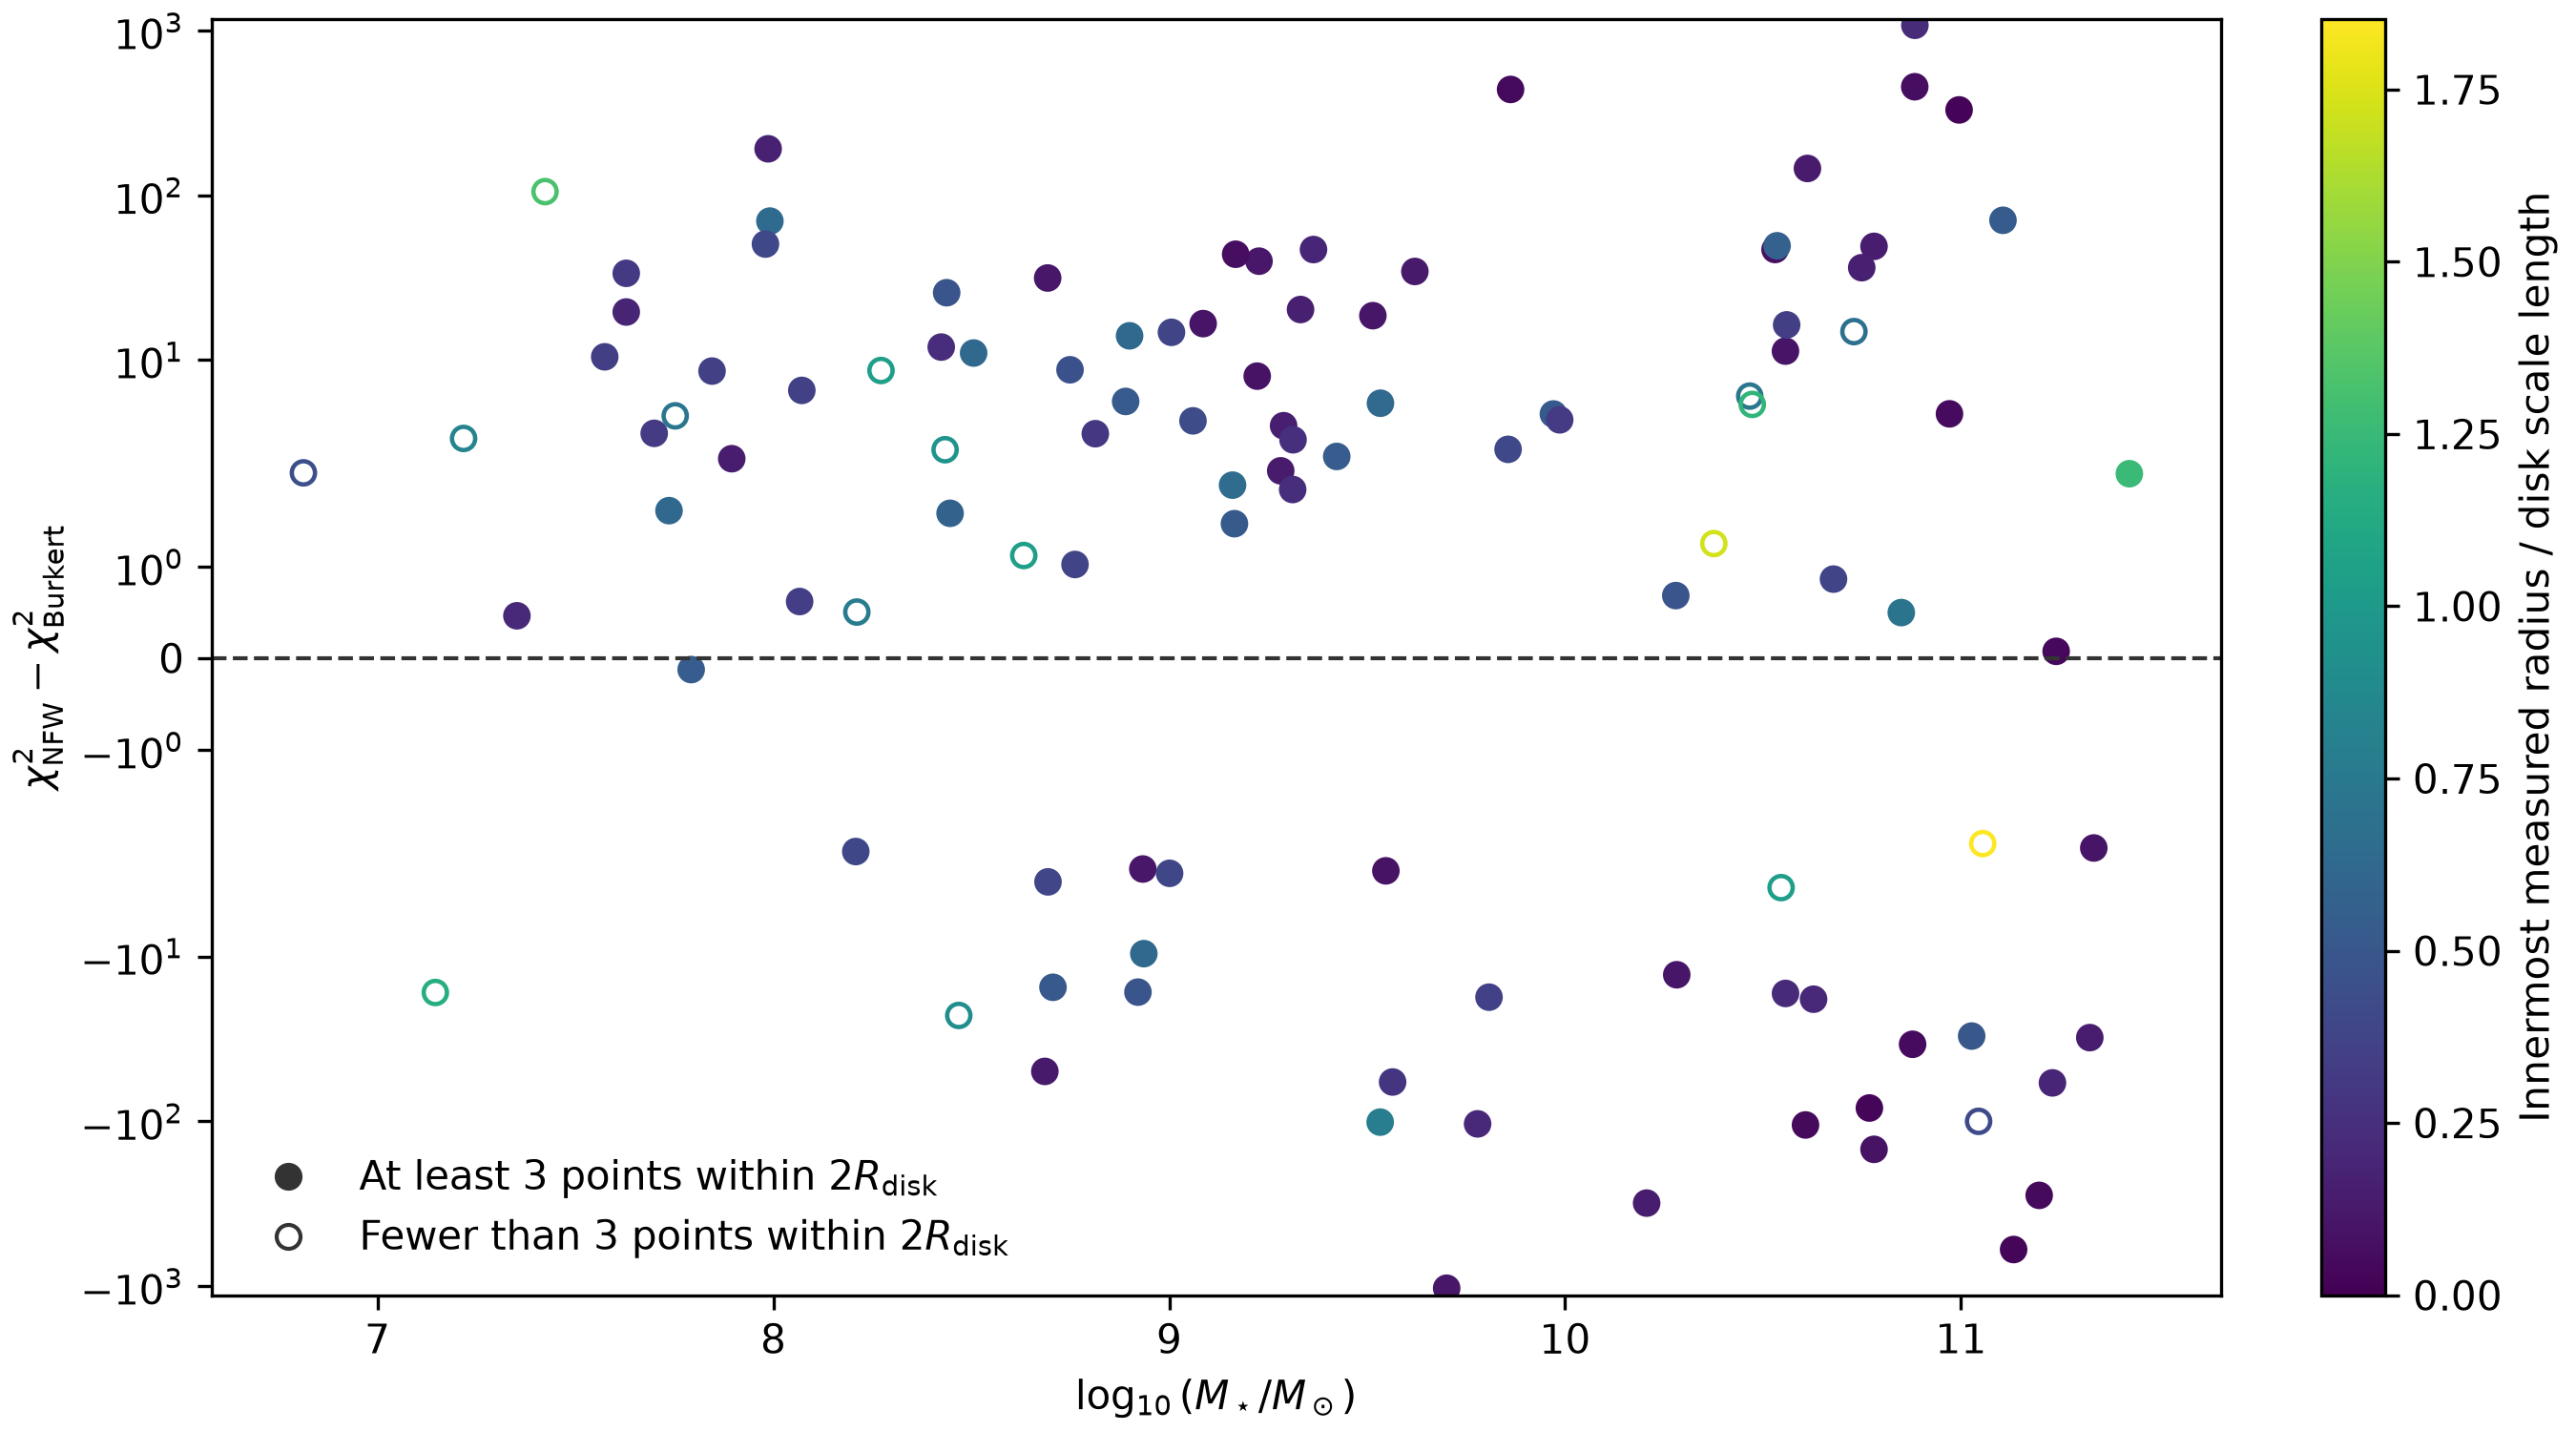 10³
10²
10¹
10⁰
0
−10⁰
−10¹
−10²
−10³
χ²NFW − χ²Burkert
At least 3 points within 2Rdisk
Fewer than 3 points within 2Rdisk
7 8 9 10 11
log₁₀(M⋆/M⊙)
1.75
1.50
1.25
1.00
0.75
0.50
0.25
0.00
Innermost measured radius / disk scale length